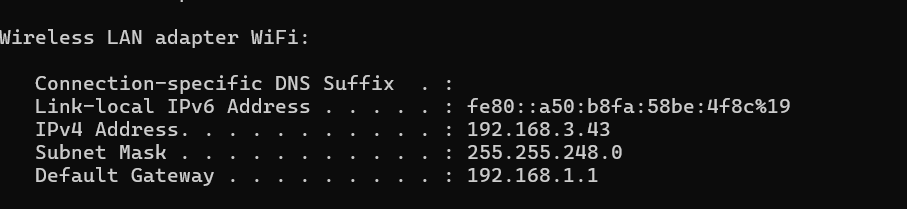 Wireless LAN adapter WiFi:
Connection-specific DNS Suffix  . :
Link-local IPv6 Address . . . . . : fe80::a50:b8fa:58be:4f8c%19
IPv4 Address. . . . . . . . . . . : 192.168.3.43
Subnet Mask . . . . . . . . . . . : 255.255.248.0
Default Gateway . . . . . . . . . : 192.168.1.1